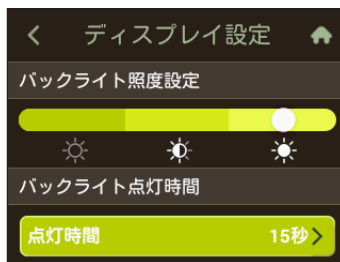 ディスプレイ設定
バックライト照度設定
バックライト点灯時間
点灯時間 15秒